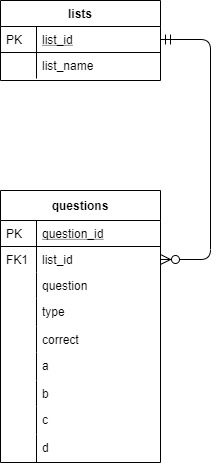 lists
PK list_id
list_name
questions
PK question_id
FK1 list_id
question
type
correct
a
b
c
d